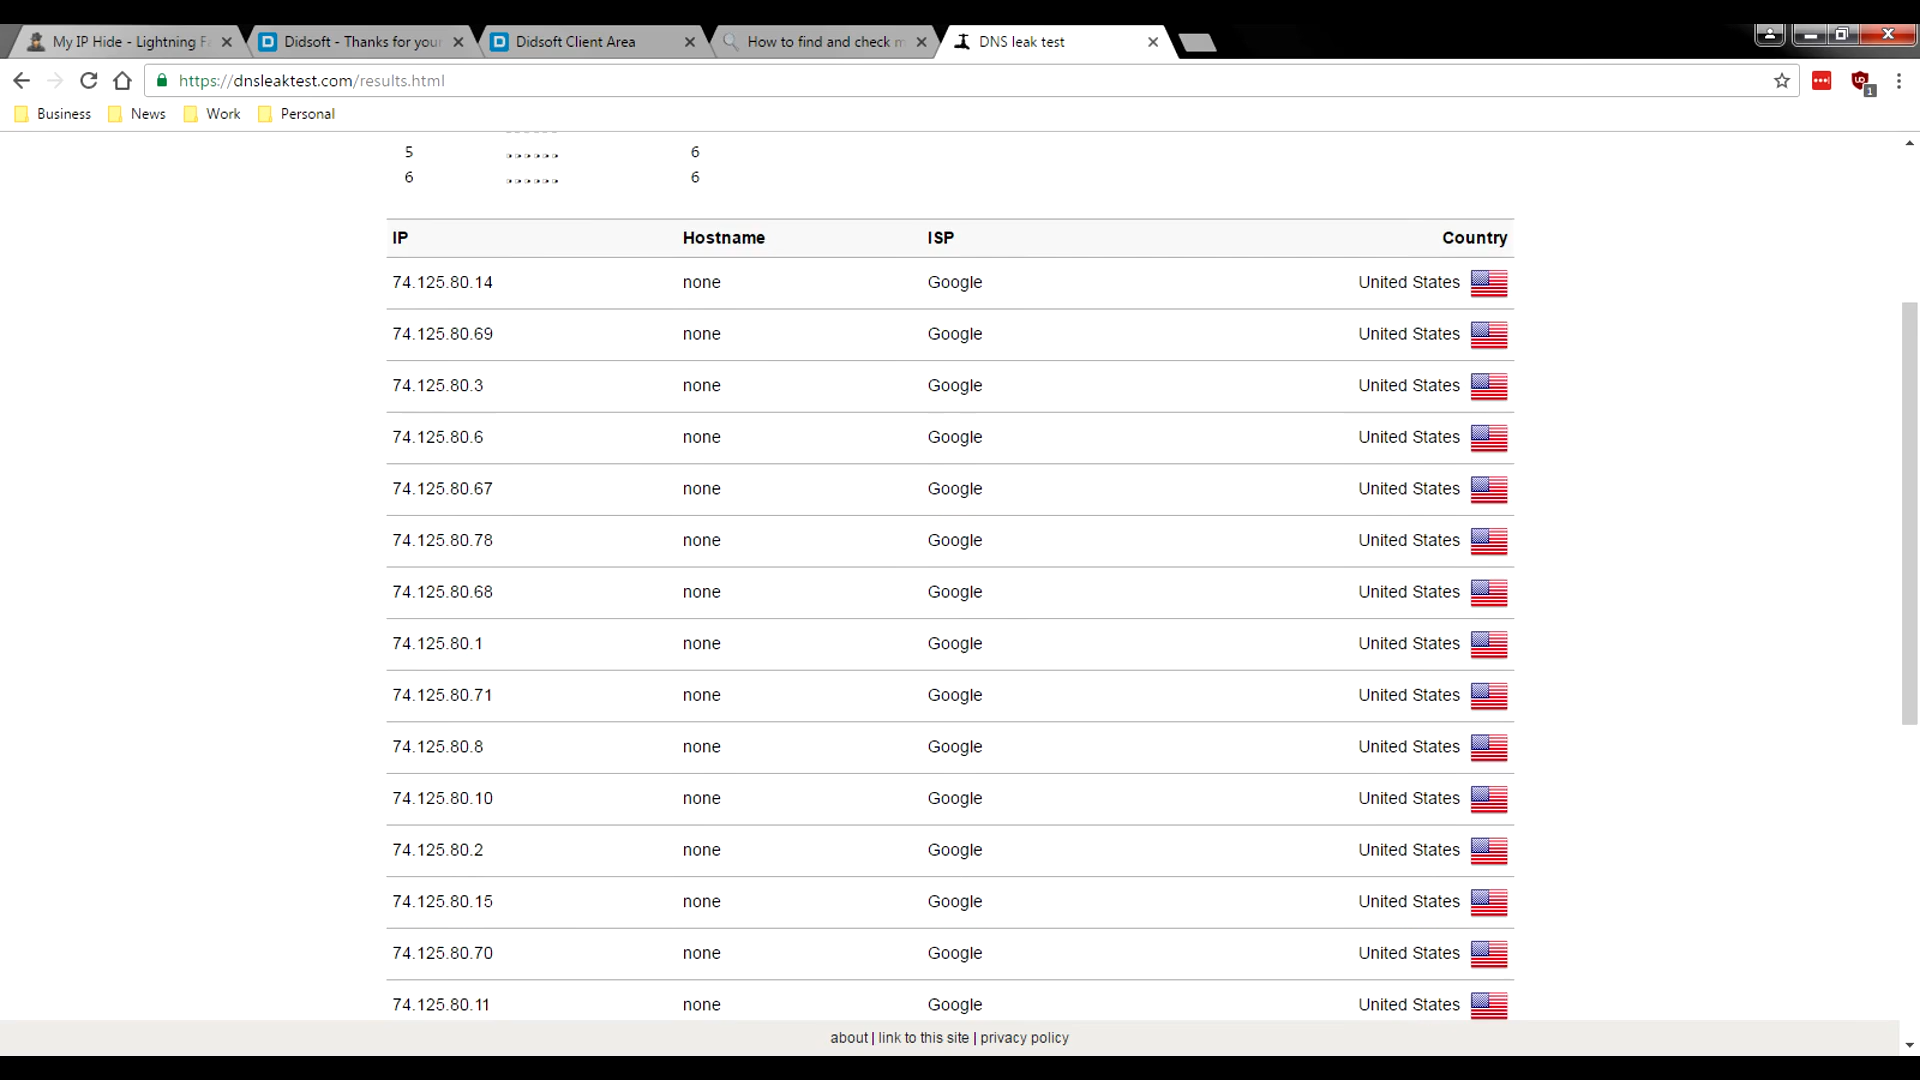 My IP Hide - Lightning Fa
Didsoft - Thanks for your
Didsoft Client Area
How to find and check m
DNS leak test
https://dnsleaktest.com/results.html
1
Business News Work Personal
5 ...... 6
6 ...... 6
IP Hostname ISP Country
74.125.80.14 none Google United States
74.125.80.69 none Google United States
74.125.80.3 none Google United States
74.125.80.6 none Google United States
74.125.80.67 none Google United States
74.125.80.78 none Google United States
74.125.80.68 none Google United States
74.125.80.1 none Google United States
74.125.80.71 none Google United States
74.125.80.8 none Google United States
74.125.80.10 none Google United States
74.125.80.2 none Google United States
74.125.80.15 none Google United States
74.125.80.70 none Google United States
74.125.80.11 none Google United States
about | link to this site | privacy policy